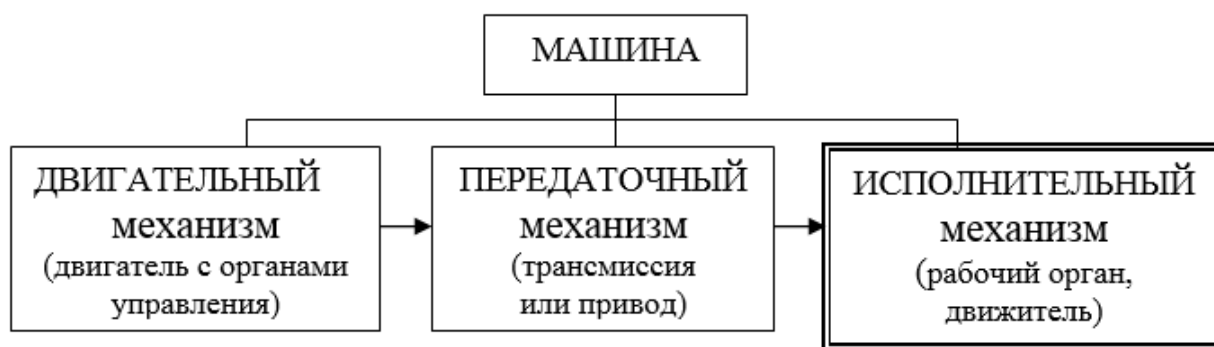 МАШИНА
ДВИГАТЕЛЬНЫЙ
механизм
(двигатель с органами
управления)
ПЕРЕДАТОЧНЫЙ
механизм
(трансмиссия
или привод)
ИСПОЛНИТЕЛЬНЫЙ
механизм
(рабочий орган,
движитель)